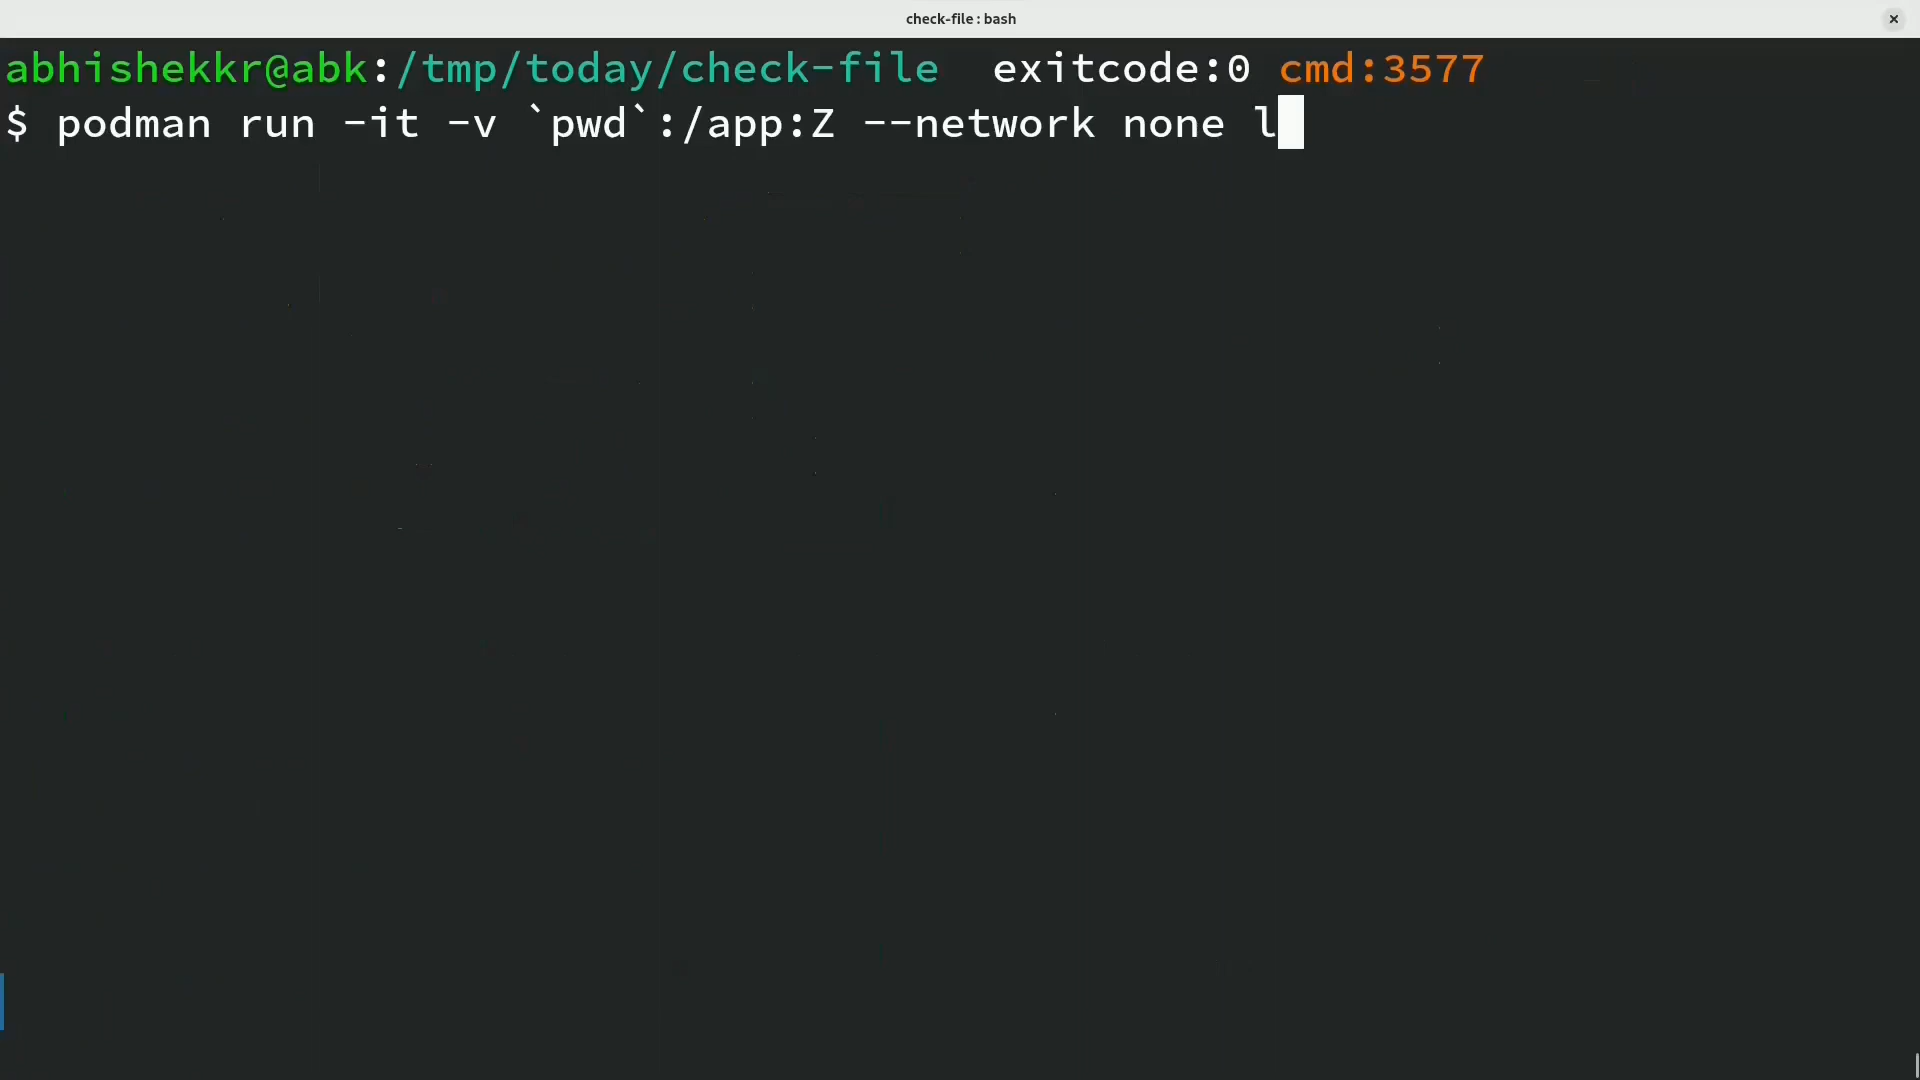 check-file : bash
abhishekkr@abk:/tmp/today/check-file  exitcode:0 cmd:3577
$ podman run -it -v `pwd`:/app:Z --network none l